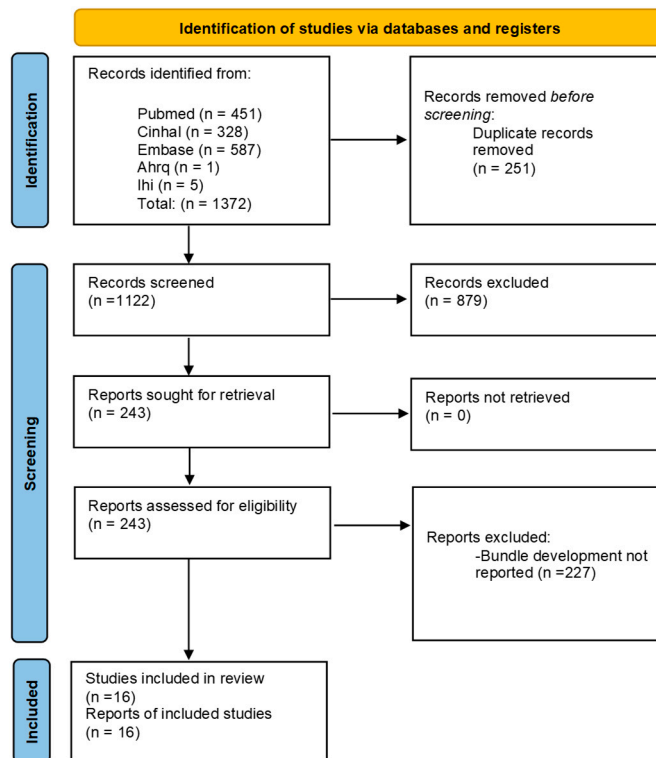 Identification of studies via databases and registers
Identification
Records identified from:
Pubmed (n = 451)
Cinhal (n = 328)
Embase (n = 587)
Ahrq (n = 1)
Ihi (n = 5)
Total: (n = 1372)
Records removed before
screening:
Duplicate records
removed
(n = 251)
Screening
Records screened
(n =1122)
Records excluded
(n = 879)
Reports sought for retrieval
(n = 243)
Reports not retrieved
(n = 0)
Reports assessed for eligibility
(n = 243)
Reports excluded:
-Bundle development not
reported (n =227)
Included
Studies included in review
(n =16)
Reports of included studies
(n = 16)